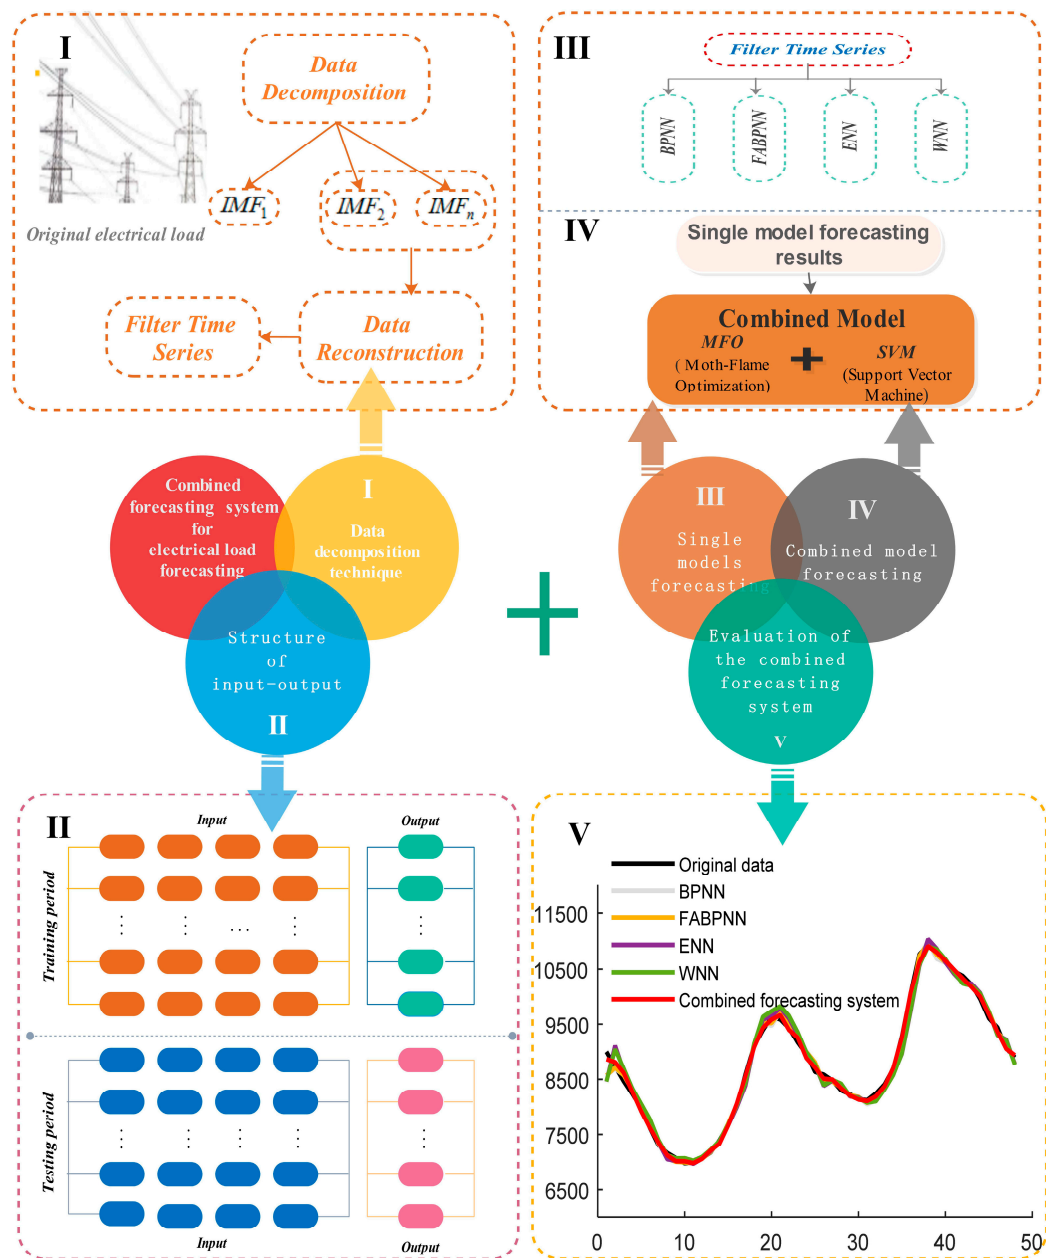 I
Data
Decomposition
IMF1
IMF2
IMFn
Original electrical load
Filter Time
Series
Data
Reconstruction
III
Filter Time Series
BPNN
FABPNN
ENN
WNN
IV
Single model forecasting
results
Combined Model
MFO
( Moth-Flame
Optimization)
SVM
(Support Vector
Machine)
Combined
forecasting system
for
electrical load
forecasting
I
Data
decomposition
technique
Structure
of
input-output
II
III
Single
models
forecasting
IV
Combined model
forecasting
Evaluation of
the combined
forecasting
system
V
II
Input
Output
Training period
Testing period
Input
Output
V
Original data
BPNN
FABPNN
ENN
WNN
Combined forecasting system
11500
10500
9500
8500
7500
6500
0 10 20 30 40 50